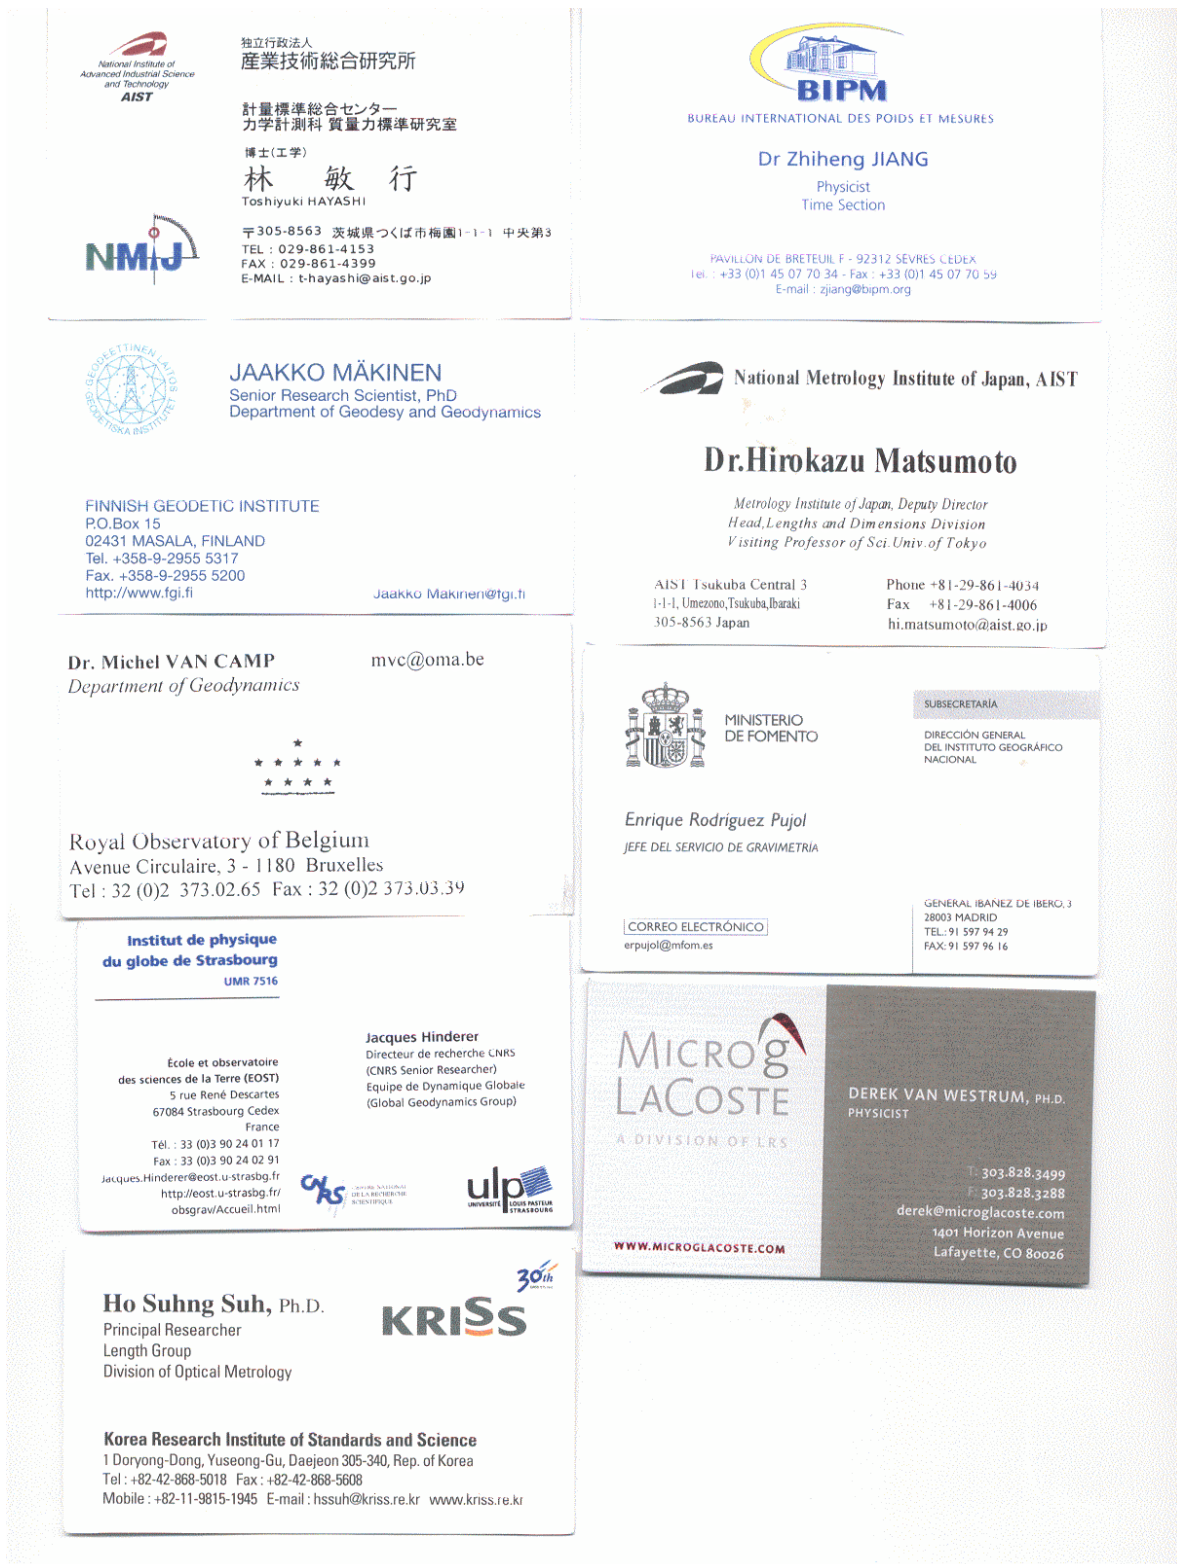 National Institute of
Advanced Industrial Science
and Technology
AIST
独立行政法人
産業技術総合研究所
計量標準総合センター
力学計測科 質量力標準研究室
博士(工学)
林 敏 行
Toshiyuki HAYASHI
NMIJ
〒305-8563 茨城県つくば市梅園1-1-1 中央第3
TEL : 029-861-4153
FAX : 029-861-4399
E-MAIL : t-hayashi@aist.go.jp
BIPM
BUREAU INTERNATIONAL DES POIDS ET MESURES
Dr Zhiheng JIANG
Physicist
Time Section
PAVILLON DE BRETEUIL F - 92312 SÈVRES CEDEX
Tel. : +33 (0)1 45 07 70 34 - Fax : +33 (0)1 45 07 70 59
E-mail : zjiang@bipm.org
GEODEETTINEN LAITOS
GEODETISKA INSTITUTET
JAAKKO MÄKINEN
Senior Research Scientist, PhD
Department of Geodesy and Geodynamics
FINNISH GEODETIC INSTITUTE
P.O.Box 15
02431 MASALA, FINLAND
Tel. +358-9-2955 5317
Fax. +358-9-2955 5200
http://www.fgi.fi
Jaakko Makinen@fgi.fi
National Metrology Institute of Japan, AIST
Dr.Hirokazu Matsumoto
Metrology Institute of Japan, Deputy Director
Head,Lengths and Dimensions Division
Visiting Professor of Sci.Univ.of Tokyo
AIST Tsukuba Central 3
1-1-1, Umezono,Tsukuba,Ibaraki
305-8563 Japan
Phone +81-29-861-4034
Fax +81-29-861-4006
hi.matsumoto@aist.go.jp
Dr. Michel VAN CAMP
mvc@oma.be
Department of Geodynamics
Royal Observatory of Belgium
Avenue Circulaire, 3 - 1180 Bruxelles
Tel : 32 (0)2 373.02.65 Fax : 32 (0)2 373.03.39
MINISTERIO
DE FOMENTO
SUBSECRETARÍA
DIRECCIÓN GENERAL
DEL INSTITUTO GEOGRÁFICO
NACIONAL
Enrique Rodríguez Pujol
JEFE DEL SERVICIO DE GRAVIMETRÍA
CORREO ELECTRÓNICO
erpujol@mfom.es
GENERAL IBAÑEZ DE IBERO, 3
28003 MADRID
TEL.: 91 597 94 29
FAX: 91 597 96 16
Institut de physique
du globe de Strasbourg
UMR 7516
École et observatoire
des sciences de la Terre (EOST)
5 rue René Descartes
67084 Strasbourg Cedex
France
Tél. : 33 (0)3 90 24 01 17
Fax : 33 (0)3 90 24 02 91
Jacques.Hinderer@eost.u-strasbg.fr
http://eost.u-strasbg.fr/
obsgrav/Accueil.html
Jacques Hinderer
Directeur de recherche CNRS
(CNRS Senior Researcher)
Equipe de Dynamique Globale
(Global Geodynamics Group)
CNRS
CENTRE NATIONAL
DE LA RECHERCHE
SCIENTIFIQUE
ulp
UNIVERSITÉ LOUIS PASTEUR
STRASBOURG
MICRO g
LACOSTE
A DIVISION OF LRS
WWW.MICROGLACOSTE.COM
DEREK VAN WESTRUM, PH.D.
PHYSICIST
T: 303.828.3499
F: 303.828.3288
derek@microglacoste.com
1401 Horizon Avenue
Lafayette, CO 80026
30th
KRISS
Ho Suhng Suh, Ph.D.
Principal Researcher
Length Group
Division of Optical Metrology
Korea Research Institute of Standards and Science
1 Doryong-Dong, Yuseong-Gu, Daejeon 305-340, Rep. of Korea
Tel : +82-42-868-5018 Fax : +82-42-868-5608
Mobile : +82-11-9815-1945 E-mail : hssuh@kriss.re.kr www.kriss.re.kr